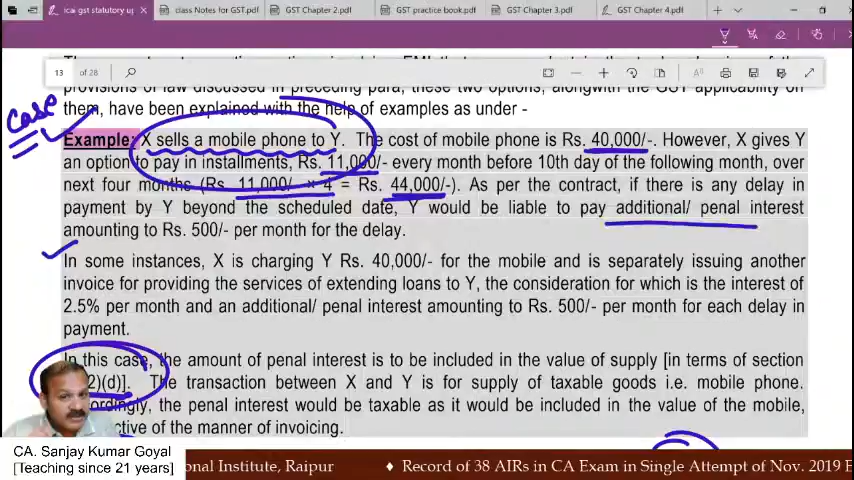 ical gst statutory up
class Notes for GST.pdf
GST Chapter 2.pdf
GST practice book.pdf
GST Chapter 3.pdf
GST Chapter 4.pdf
13 of 28
provisions of law discussed in preceding para, these two options, alongwith the GST applicability on
them, have been explained with the help of examples as under -
Case
Example: X sells a mobile phone to Y. The cost of mobile phone is Rs. 40,000/-. However, X gives Y
an option to pay in installments, Rs. 11,000/- every month before 10th day of the following month, over
next four months (Rs. 11,000/- × 4 = Rs. 44,000/-). As per the contract, if there is any delay in
payment by Y beyond the scheduled date, Y would be liable to pay additional/ penal interest
amounting to Rs. 500/- per month for the delay.
In some instances, X is charging Y Rs. 40,000/- for the mobile and is separately issuing another
invoice for providing the services of extending loans to Y, the consideration for which is the interest of
2.5% per month and an additional/ penal interest amounting to Rs. 500/- per month for each delay in
payment.
In this case, the amount of penal interest is to be included in the value of supply [in terms of section
2)(d)]. The transaction between X and Y is for supply of taxable goods i.e. mobile phone.
the penal interest would be taxable as it would be included in the value of the mobile,
of the manner of invoicing.
CA. Sanjay Kumar Goyal
[Teaching since 21 years]
onal Institute, Raipur ♦ Record of 38 AIRs in CA Exam in Single Attempt of Nov. 2019 E